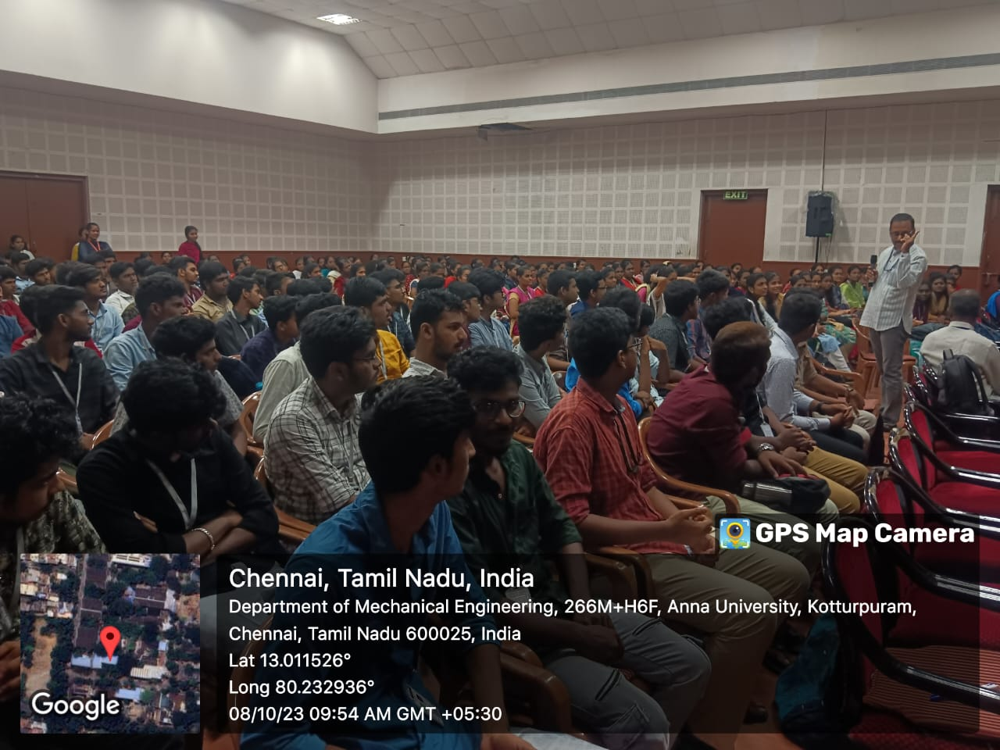 EXIT
GPS Map Camera
Chennai, Tamil Nadu, India
Department of Mechanical Engineering, 266M+H6F, Anna University, Kotturpuram,
Chennai, Tamil Nadu 600025, India
Lat 13.011526°
Long 80.232936°
08/10/23 09:54 AM GMT +05:30
Google